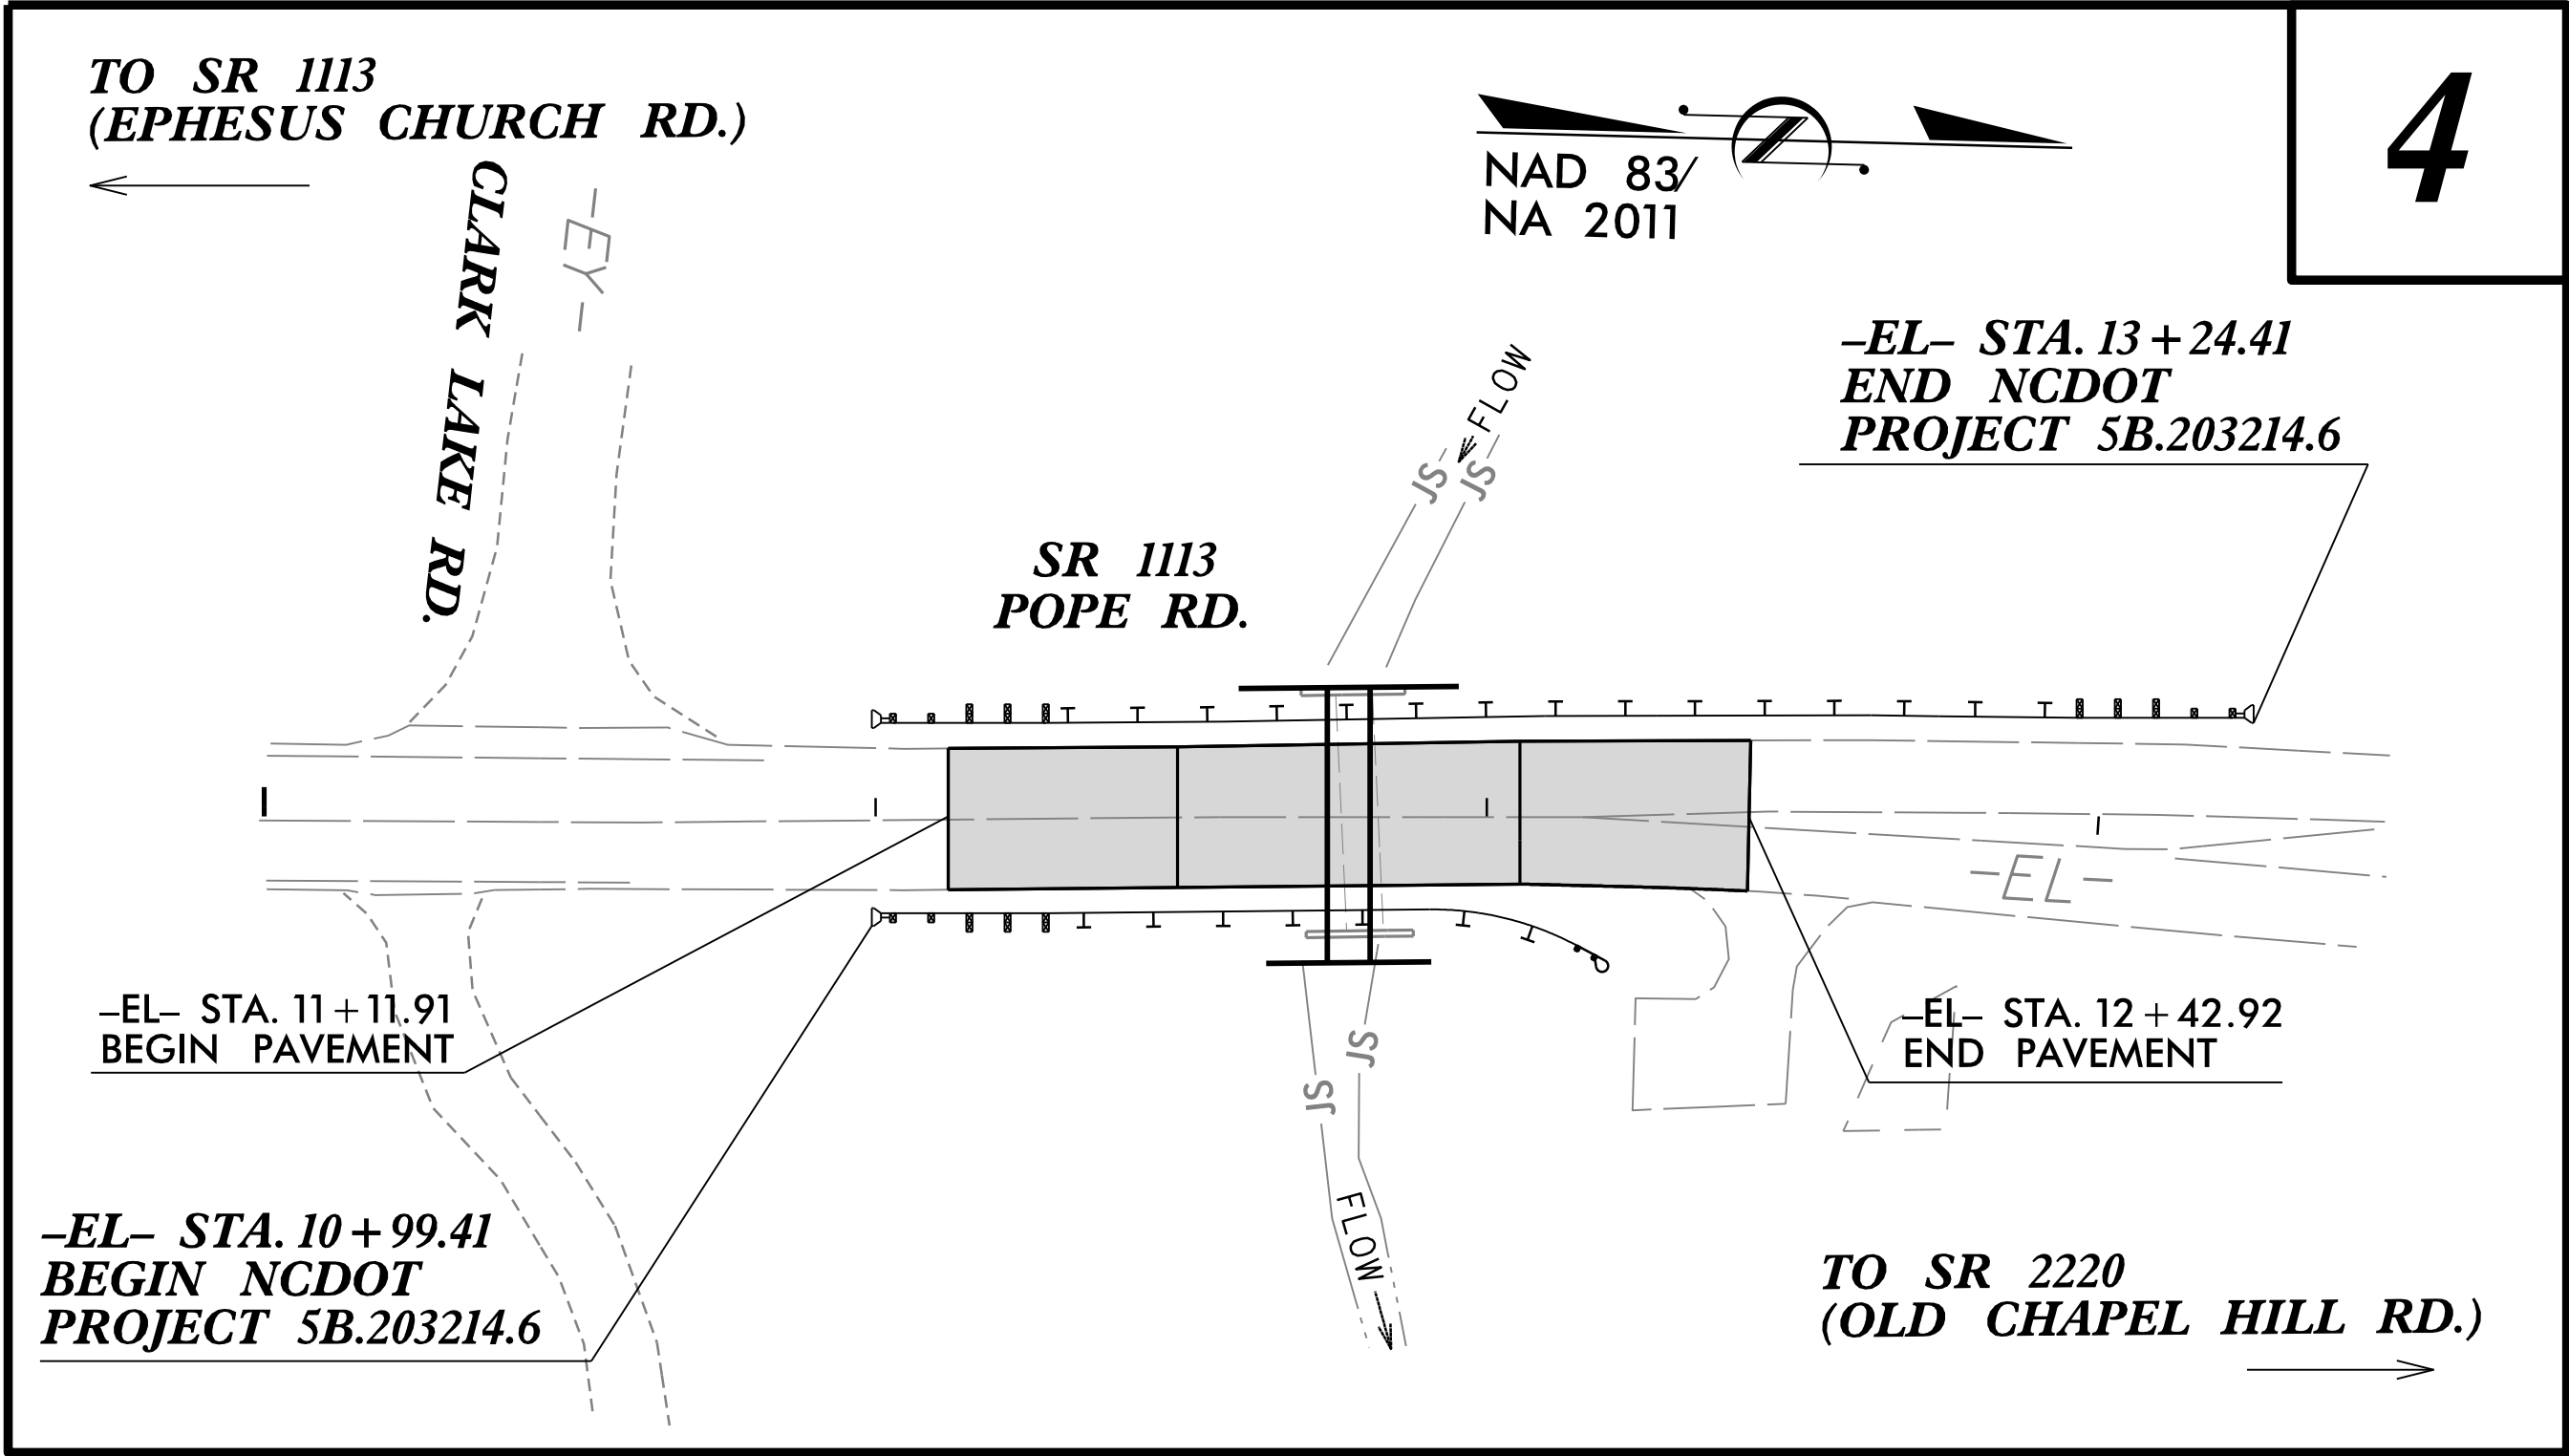 TO SR 1113
(EPHESUS CHURCH RD.)
4
NAD 83/
NA 2011
CLARK LAKE RD.
-EY-
FLOW
JS
JS
–EL– STA. 13+24.41
END NCDOT
PROJECT 5B.203214.6
SR 1113
POPE RD.
-EL-
–EL– STA. 11+11.91
BEGIN PAVEMENT
–EL– STA. 12+42.92
END PAVEMENT
JS
JS
FLOW
–EL– STA. 10+99.41
BEGIN NCDOT
PROJECT 5B.203214.6
TO SR 2220
(OLD CHAPEL HILL RD.)